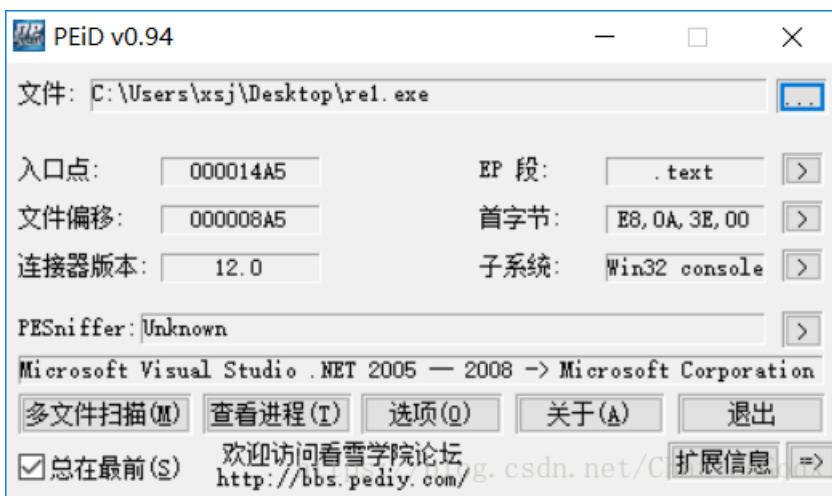 PEiD v0.94
文件: C:\Users\xsj\Desktop\re1.exe ...
入口点: 000014A5 EP 段: .text >
文件偏移: 000008A5 首字节: E8,0A,3E,00 >
连接器版本: 12.0 子系统: Win32 console >
PESniffer: Unknown >
Microsoft Visual Studio .NET 2005 — 2008 -> Microsoft Corporation
多文件扫描(M) 查看进程(T) 选项(O) 关于(A) 退出
总在最前(S) 欢迎访问看雪学院论坛 扩展信息 =>
http://bbs.pediy.com/